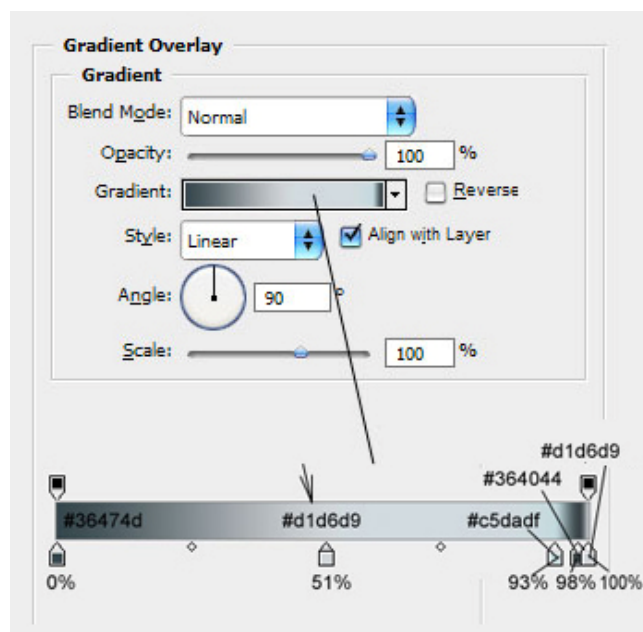 Gradient Overlay
Gradient
Blend Mode: Normal
Opacity: 100 %
Gradient: Reverse
Style: Linear Align with Layer
Angle: 90 °
Scale: 100 %
#d1d6d9
#364044
#36474d #d1d6d9 #c5dadf
0% 51% 93% 98% 100%